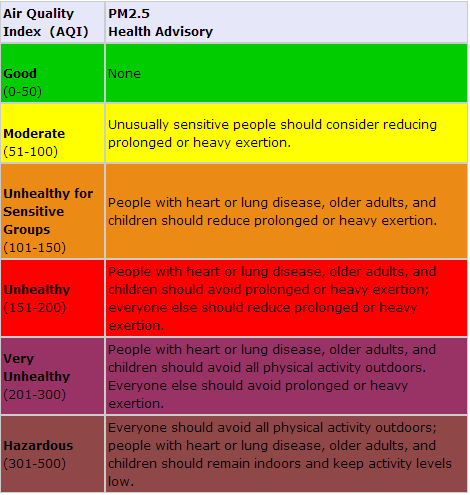 Air Quality
Index (AQI)
PM2.5
Health Advisory
Good
(0-50)
None
Moderate
(51-100)
Unusually sensitive people should consider reducing
prolonged or heavy exertion.
Unhealthy for
Sensitive
Groups
(101-150)
People with heart or lung disease, older adults, and
children should reduce prolonged or heavy exertion.
Unhealthy
(151-200)
People with heart or lung disease, older adults, and
children should avoid prolonged or heavy exertion;
everyone else should reduce prolonged or heavy
exertion.
Very
Unhealthy
(201-300)
People with heart or lung disease, older adults, and
children should avoid all physical activity outdoors.
Everyone else should avoid prolonged or heavy
exertion.
Hazardous
(301-500)
Everyone should avoid all physical activity outdoors;
people with heart or lung disease, older adults, and
children should remain indoors and keep activity levels
low.